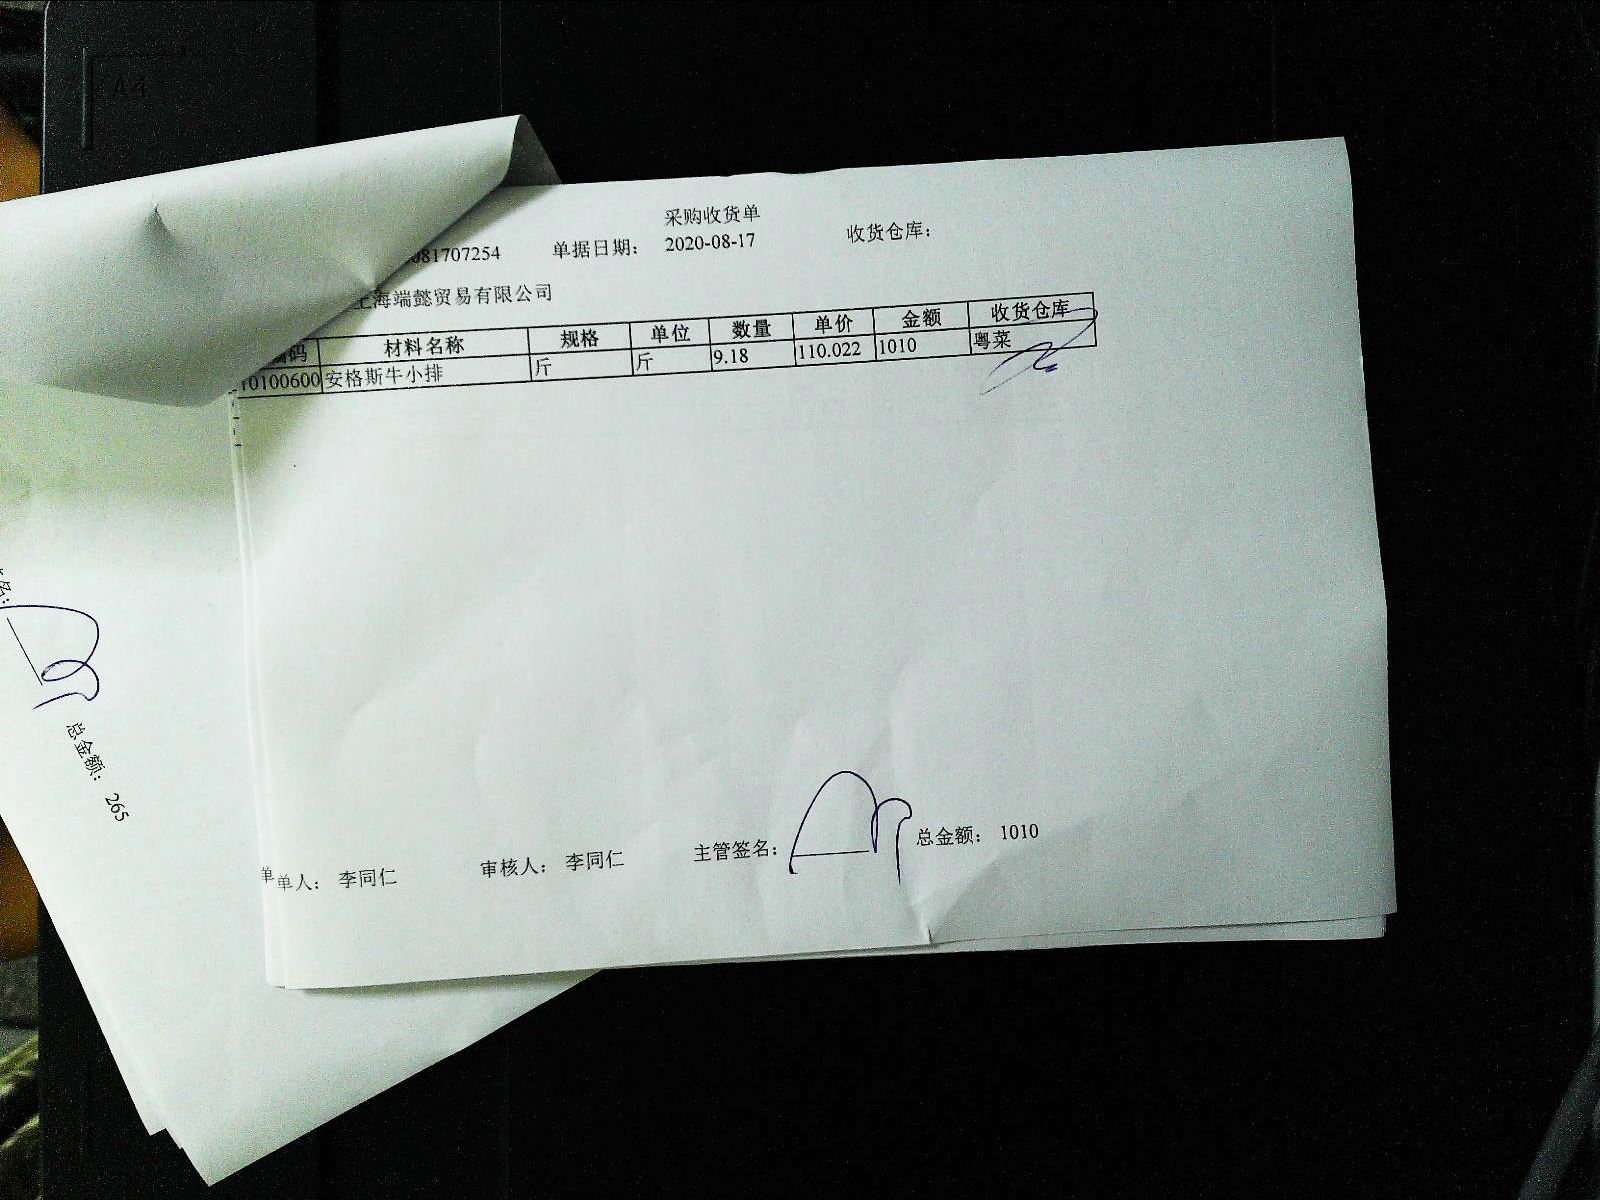 采购收货单
081707254 单据日期： 2020-08-17 收货仓库：
上海端懿贸易有限公司
编码 材料名称 规格 单位 数量 单价 金额 收货仓库
10100600 安格斯牛小排 斤 斤 9.18 110.022 1010 粤菜
单人： 李同仁 审核人： 李同仁 主管签名： 总金额： 1010
单
名：
总金额： 265
A4